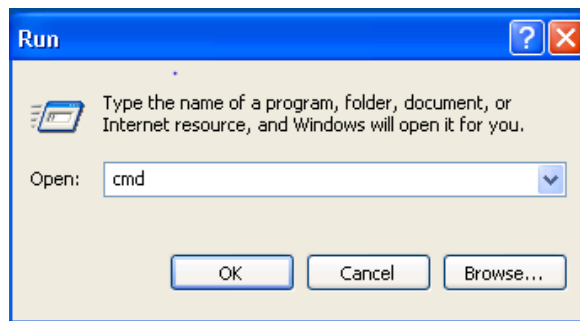 Run
Type the name of a program, folder, document, or
Internet resource, and Windows will open it for you.
Open: cmd
OK Cancel Browse...